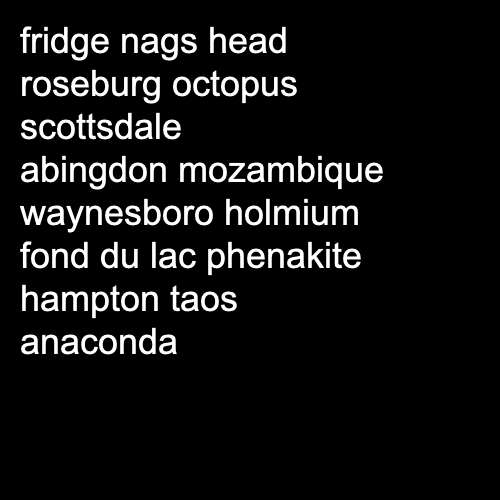 fridge nags head
roseburg octopus
scottsdale
abingdon mozambique
waynesboro holmium
fond du lac phenakite
hampton taos
anaconda